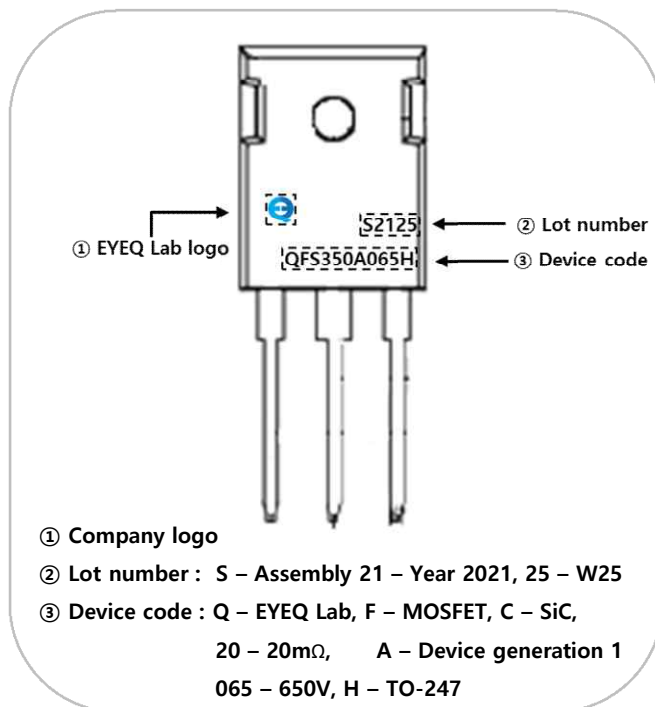 ① EYEQ Lab logo
S2125
② Lot number
QFS350A065H
③ Device code
① Company logo
② Lot number : S – Assembly 21 – Year 2021, 25 – W25
③ Device code : Q – EYEQ Lab, F – MOSFET, C – SiC,
20 – 20mΩ, A – Device generation 1
065 – 650V, H – TO-247